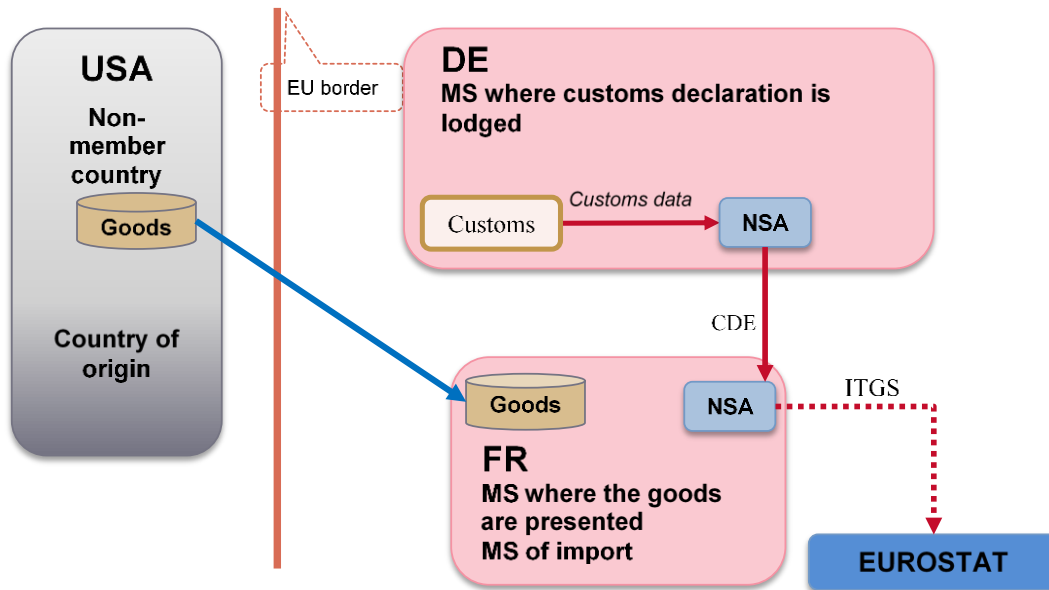 USA
Non-
member
country
Goods
Country of
origin
EU border
DE
MS where customs declaration is
lodged
Customs
Customs data
NSA
CDE
Goods
NSA
ITGS
FR
MS where the goods
are presented
MS of import
EUROSTAT